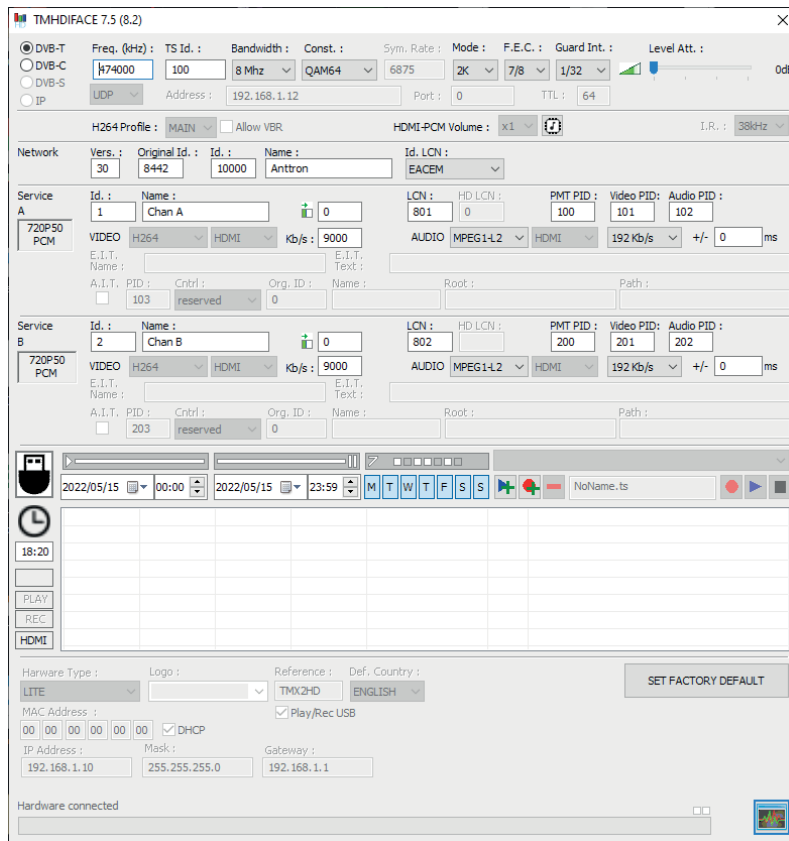 TMHDIFACE 7.5 (8.2)
DVB-T Freq. (kHz) : TS Id. : Bandwidth : Const. : Sym. Rate : Mode : F.E.C. : Guard Int. : Level Att. :
DVB-C 474000 100 8 Mhz QAM64 6875 2K 7/8 1/32 0d
DVB-S
IP UDP Address : 192.168.1.12 Port : 0 TTL : 64
H264 Profile : MAIN Allow VBR HDMI-PCM Volume : x1 I.R. : 38kHz
Network Vers. : Original Id. : Id. : Name : Id. LCN :
30 8442 10000 Anttron EACEM
Service Id. : Name : LCN : HD LCN : PMT PID : Video PID: Audio PID :
A 1 Chan A 0 801 0 100 101 102
720P50
PCM VIDEO H264 HDMI Kb/s : 9000 AUDIO MPEG1-L2 HDMI 192 Kb/s +/- 0 ms
E.I.T. E.I.T.
Name : Text :
A.I.T. PID : Cntrl : Org. ID : Name : Root : Path :
103 reserved 0
Service Id. : Name : LCN : HD LCN : PMT PID : Video PID: Audio PID :
B 2 Chan B 0 802 200 201 202
720P50
PCM VIDEO H264 HDMI Kb/s : 9000 AUDIO MPEG1-L2 HDMI 192 Kb/s +/- 0 ms
E.I.T. E.I.T.
Name : Text :
A.I.T. PID : Cntrl : Org. ID : Name : Root : Path :
203 reserved 0
2022/05/15 00:00 2022/05/15 23:59 M T W T F S S NoName.ts
18:20
PLAY
REC
HDMI
Harware Type : Logo : Reference : Def. Country :
LITE TMX2HD ENGLISH SET FACTORY DEFAULT
MAC Address : Play/Rec USB
00 00 00 00 00 00 DHCP
IP Address : Mask : Gateway :
192.168.1.10 255.255.255.0 192.168.1.1
Hardware connected